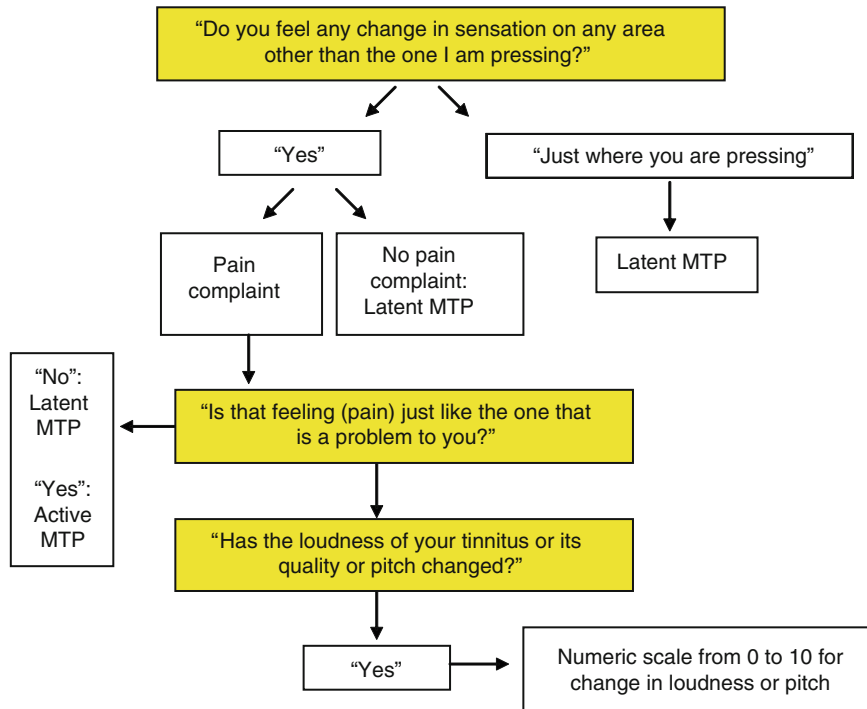 “Do you feel any change in sensation on any area
other than the one I am pressing?”
“Yes”
“Just where you are pressing”
Pain
complaint
No pain
complaint:
Latent MTP
Latent MTP
“No”:
Latent
MTP
“Yes”:
Active
MTP
“Is that feeling (pain) just like the one that
is a problem to you?”
“Has the loudness of your tinnitus or its
quality or pitch changed?”
“Yes”
Numeric scale from 0 to 10 for
change in loudness or pitch